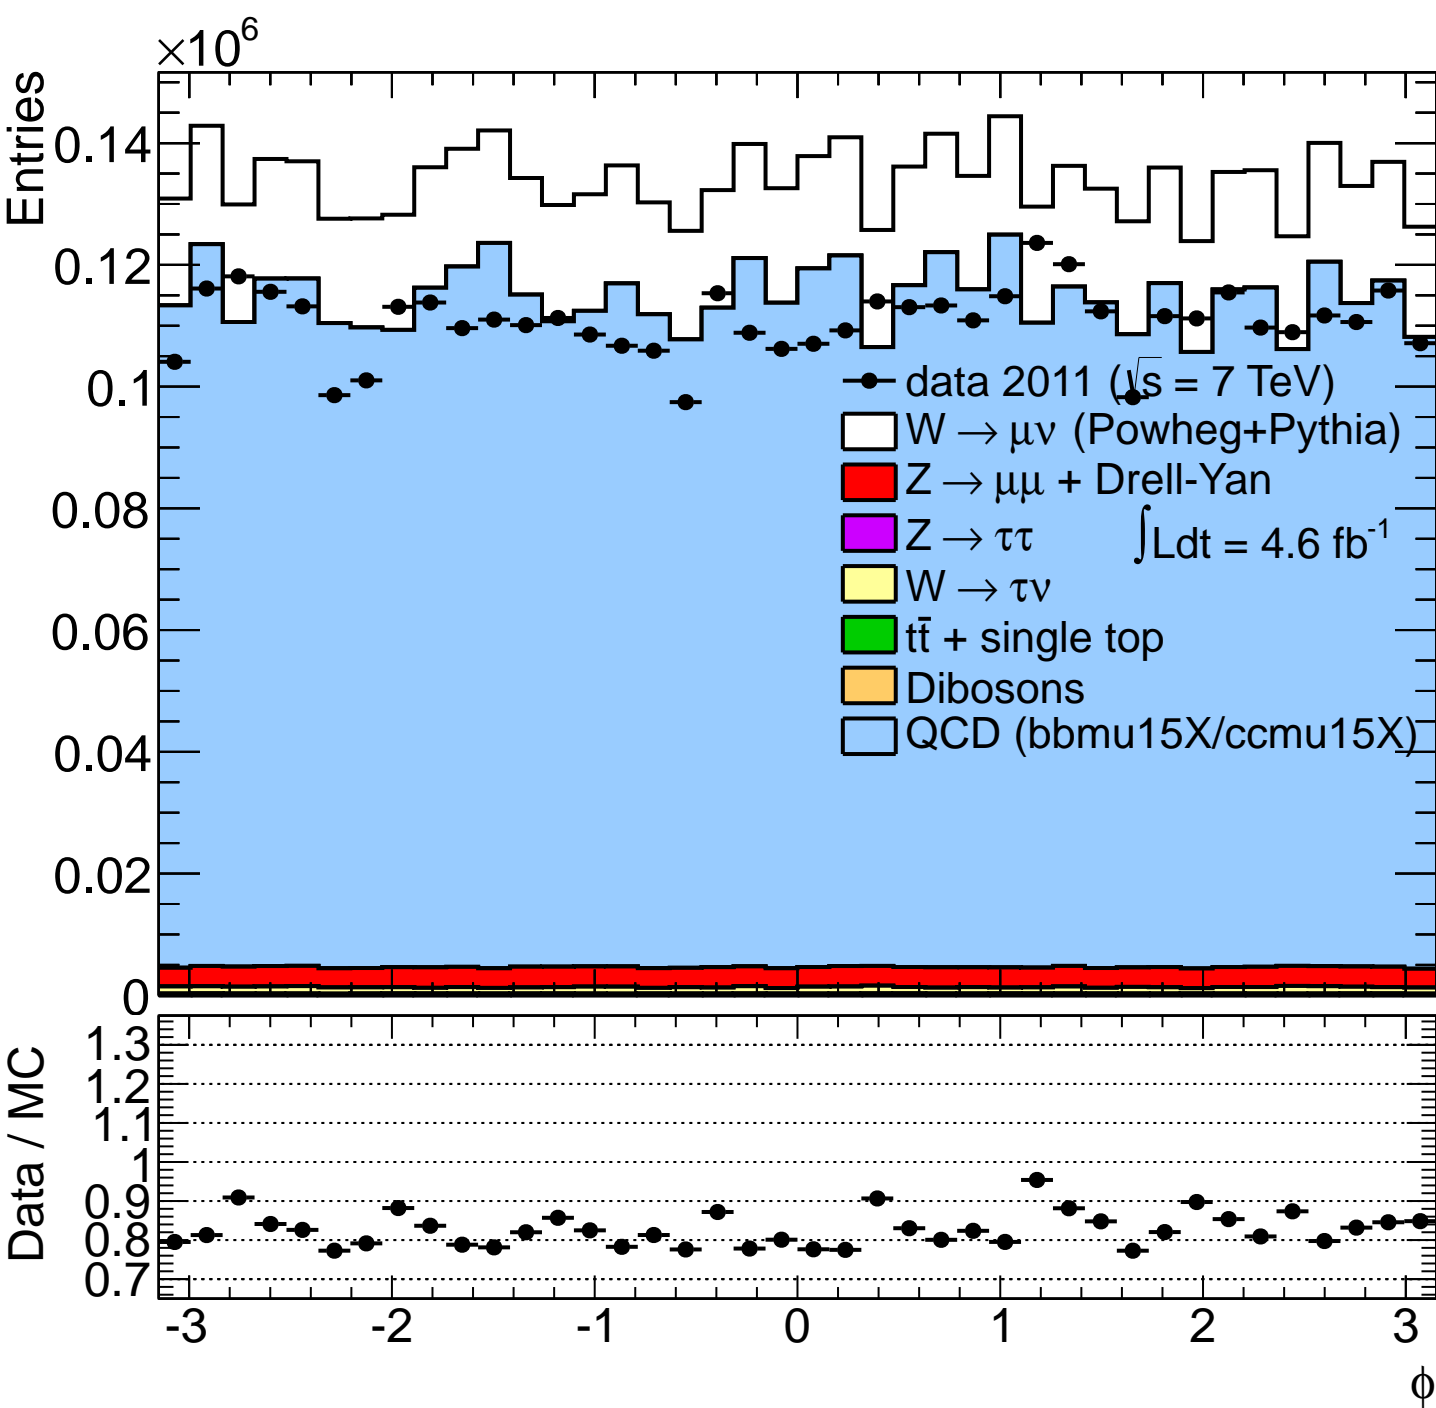 ×10⁶
Entries
0.14
0.12
0.1
0.08
0.06
0.04
0.02
0
data 2011 (√s = 7 TeV)
W → μν (Powheg+Pythia)
Z → μμ + Drell-Yan
Z → ττ
∫Ldt = 4.6 fb⁻¹
W → τν
tt̄ + single top
Dibosons
QCD (bbmu15X/ccmu15X)
Data / MC
1.3
1.2
1.1
1
0.9
0.8
0.7
-3 -2 -1 0 1 2 3
ϕ